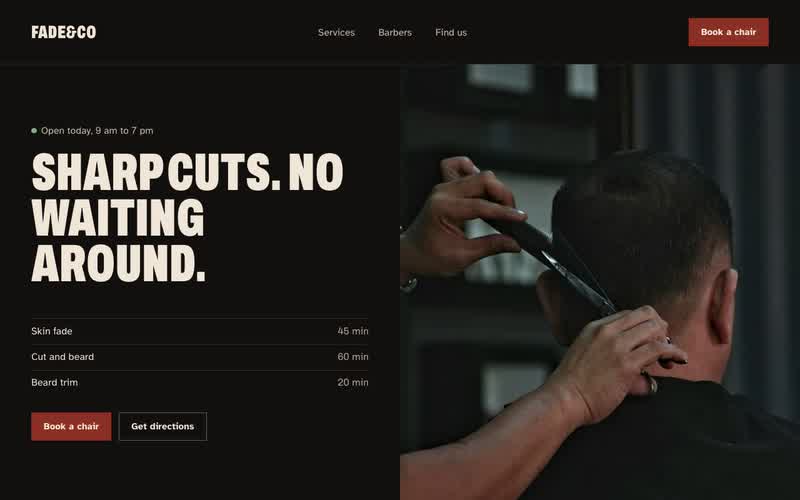 FADE&CO
Services
Barbers
Find us
Book a chair
Open today, 9 am to 7 pm
SHARP CUTS. NO
WAITING
AROUND.
Skin fade 45 min
Cut and beard 60 min
Beard trim 20 min
Book a chair
Get directions